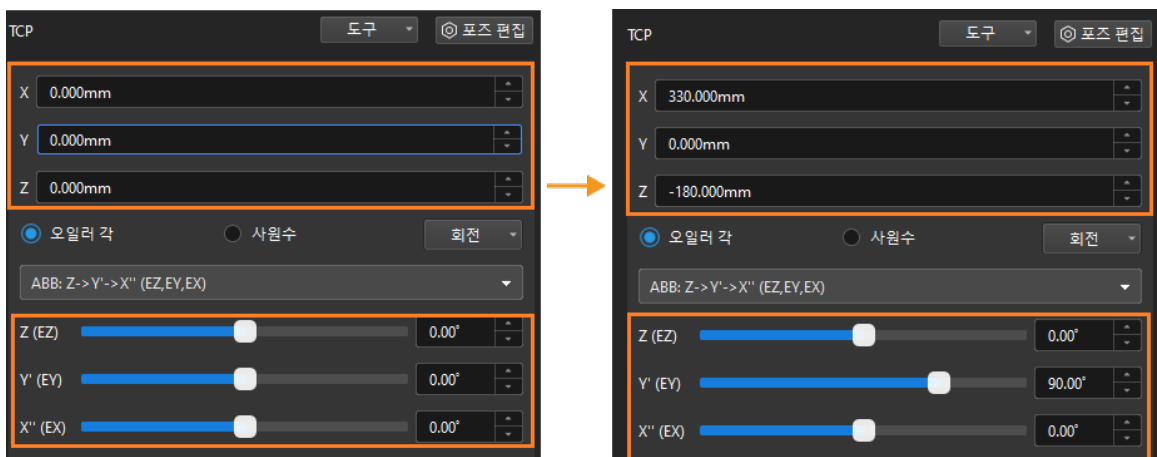 TCP 도구 포즈 편집
X 0.000mm
Y 0.000mm
Z 0.000mm
오일러 각 사원수 회전
ABB: Z->Y'->X'' (EZ,EY,EX)
Z (EZ) 0.00°
Y' (EY) 0.00°
X'' (EX) 0.00°
TCP 도구 포즈 편집
X 330.000mm
Y 0.000mm
Z -180.000mm
오일러 각 사원수 회전
ABB: Z->Y'->X'' (EZ,EY,EX)
Z (EZ) 0.00°
Y' (EY) 90.00°
X'' (EX) 0.00°